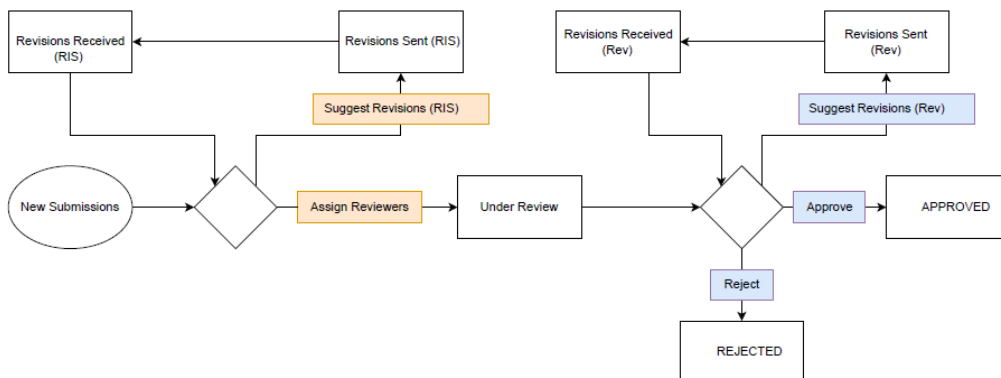 Revisions Received
(RIS)
Revisions Sent (RIS)
Revisions Received
(Rev)
Revisions Sent
(Rev)
Suggest Revisions (RIS)
Suggest Revisions (Rev)
New Submissions
Assign Reviewers
Under Review
Approve
APPROVED
Reject
REJECTED